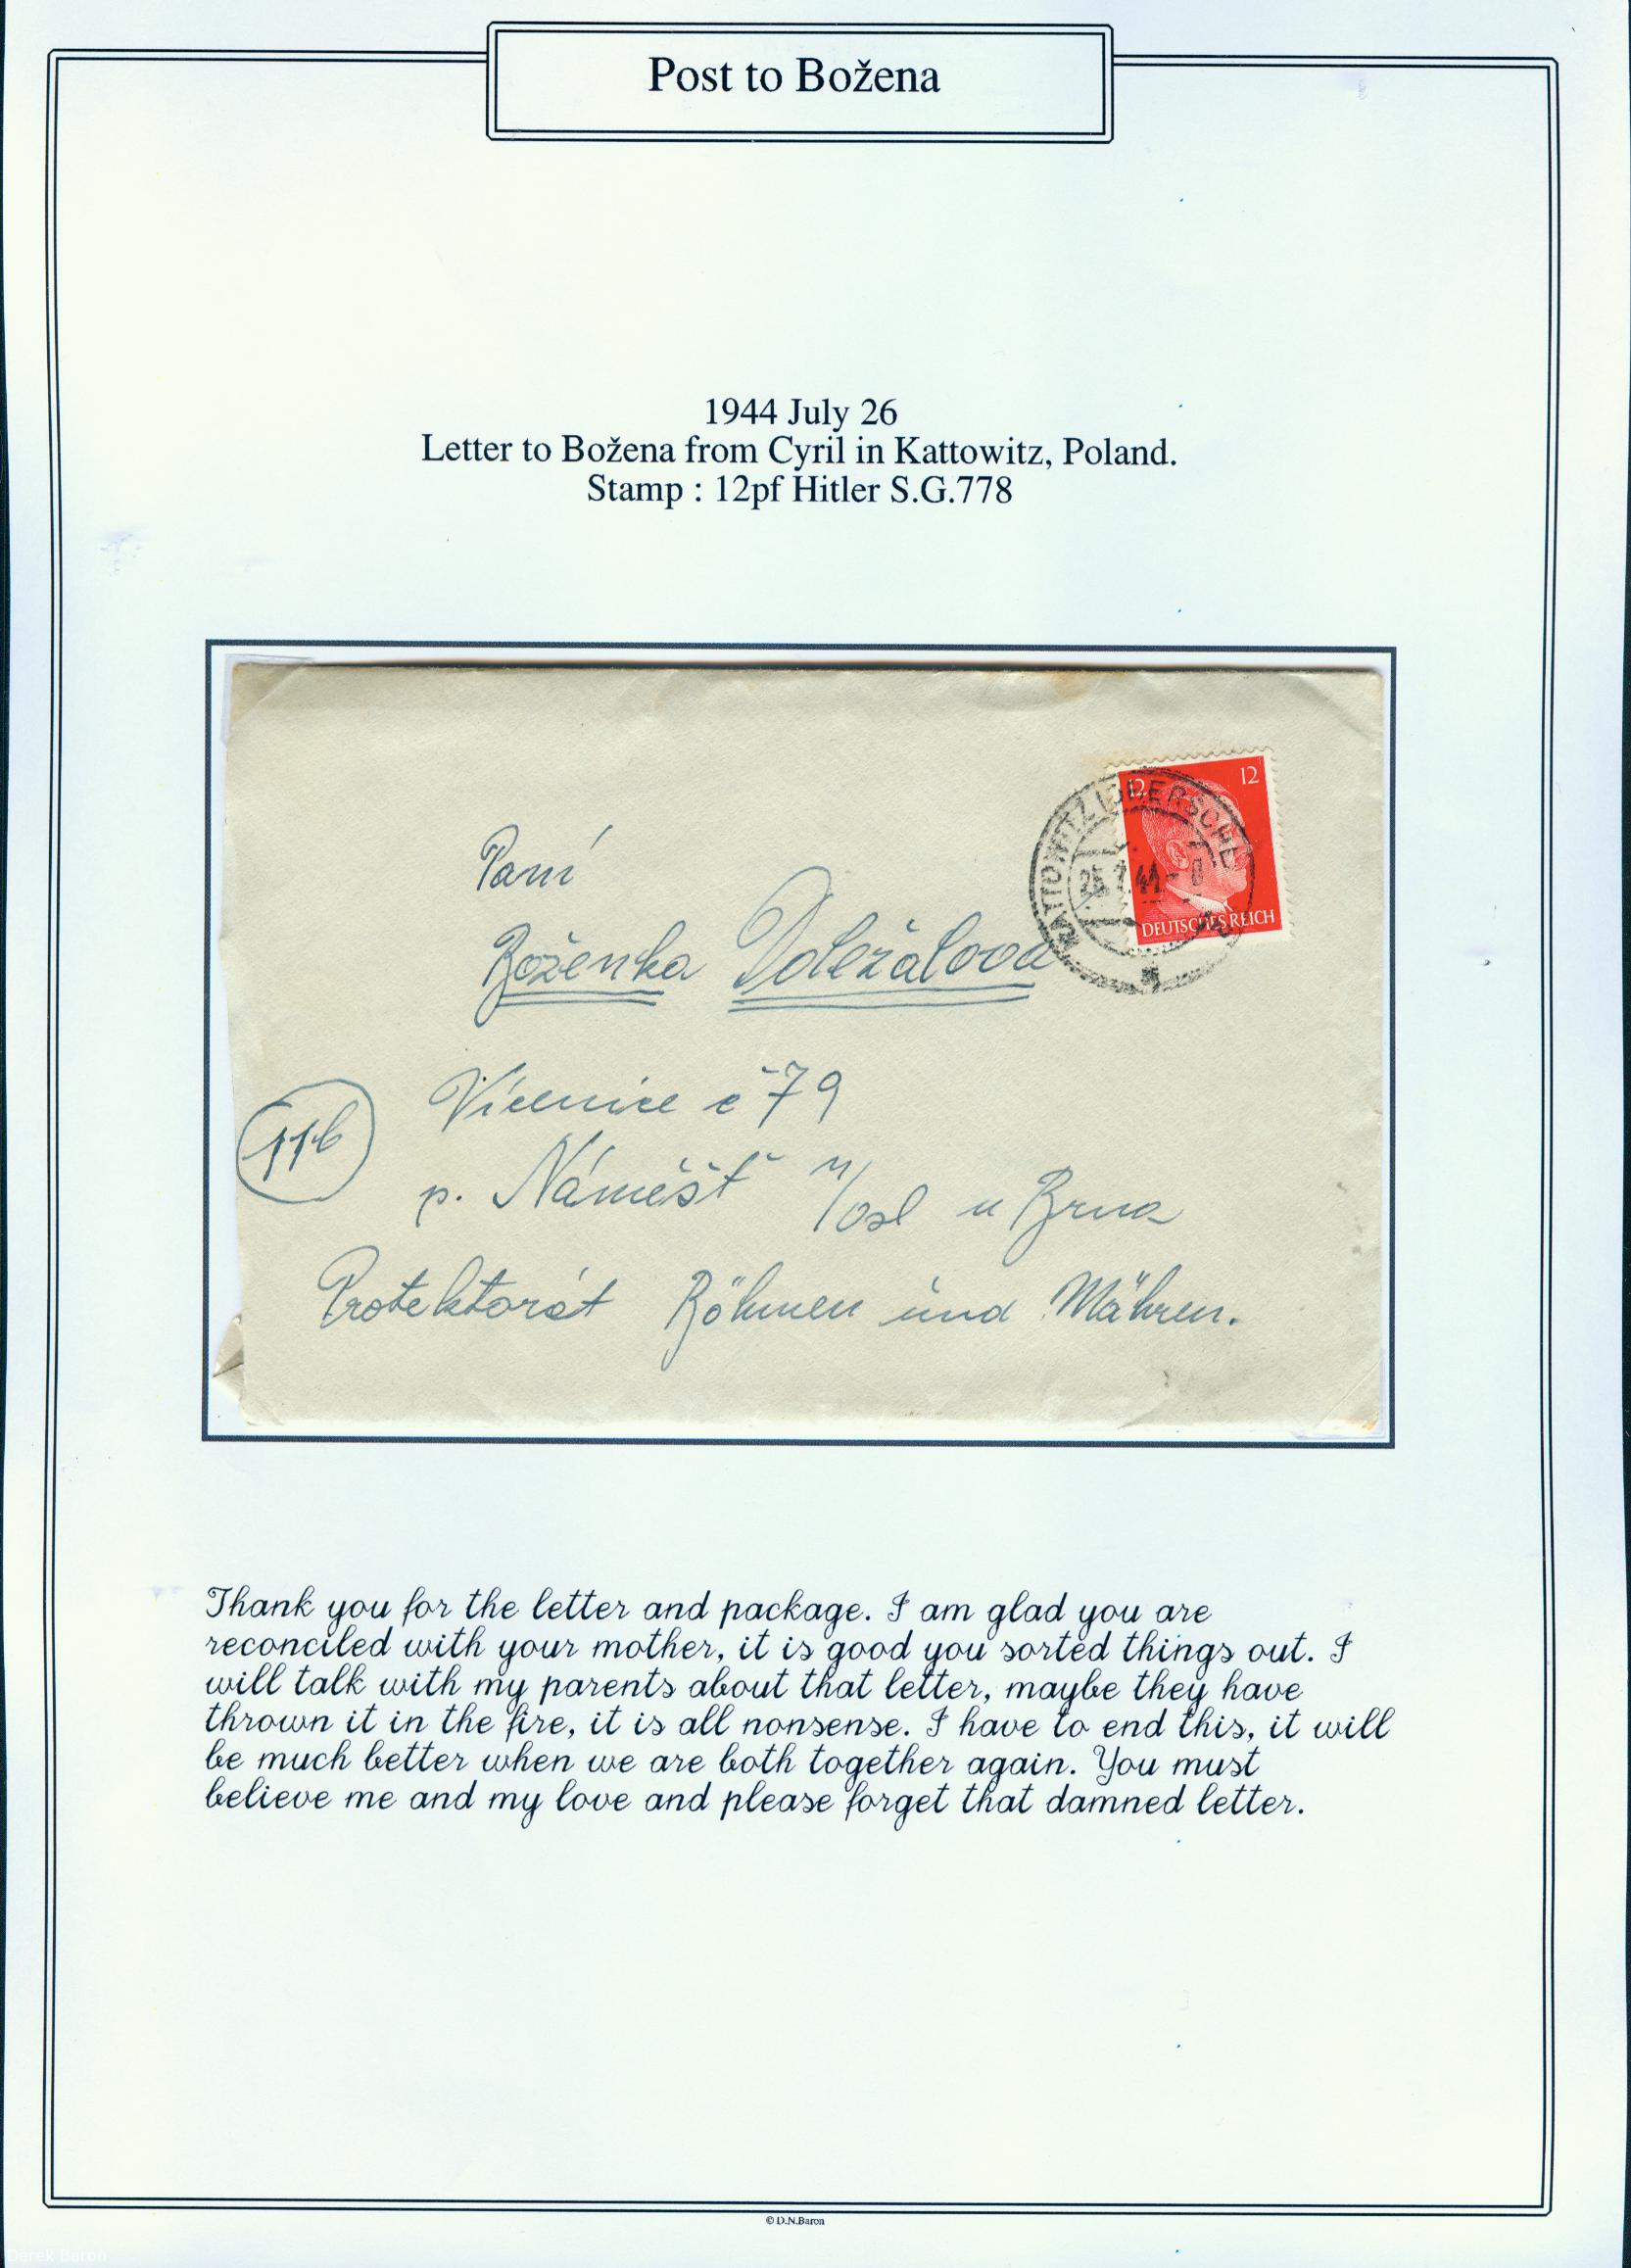 Post to Božena
1944 July 26
Letter to Božena from Cyril in Kattowitz, Poland.
Stamp : 12pf Hitler S.G.778
12 12
DEUTSCHES REICH
Paní
Boženka Doležalová
Vícenice č 79
11b
p. Náměšť n/Osl u Brna
Protektorát Böhmen und Mähren.
Thank you for the letter and package. I am glad you are
reconciled with your mother, it is good you sorted things out. I
will talk with my parents about that letter, maybe they have
thrown it in the fire, it is all nonsense. I have to end this, it will
be much better when we are both together again. You must
believe me and my love and please forget that damned letter.
© D.N.Baron
Derek Baron